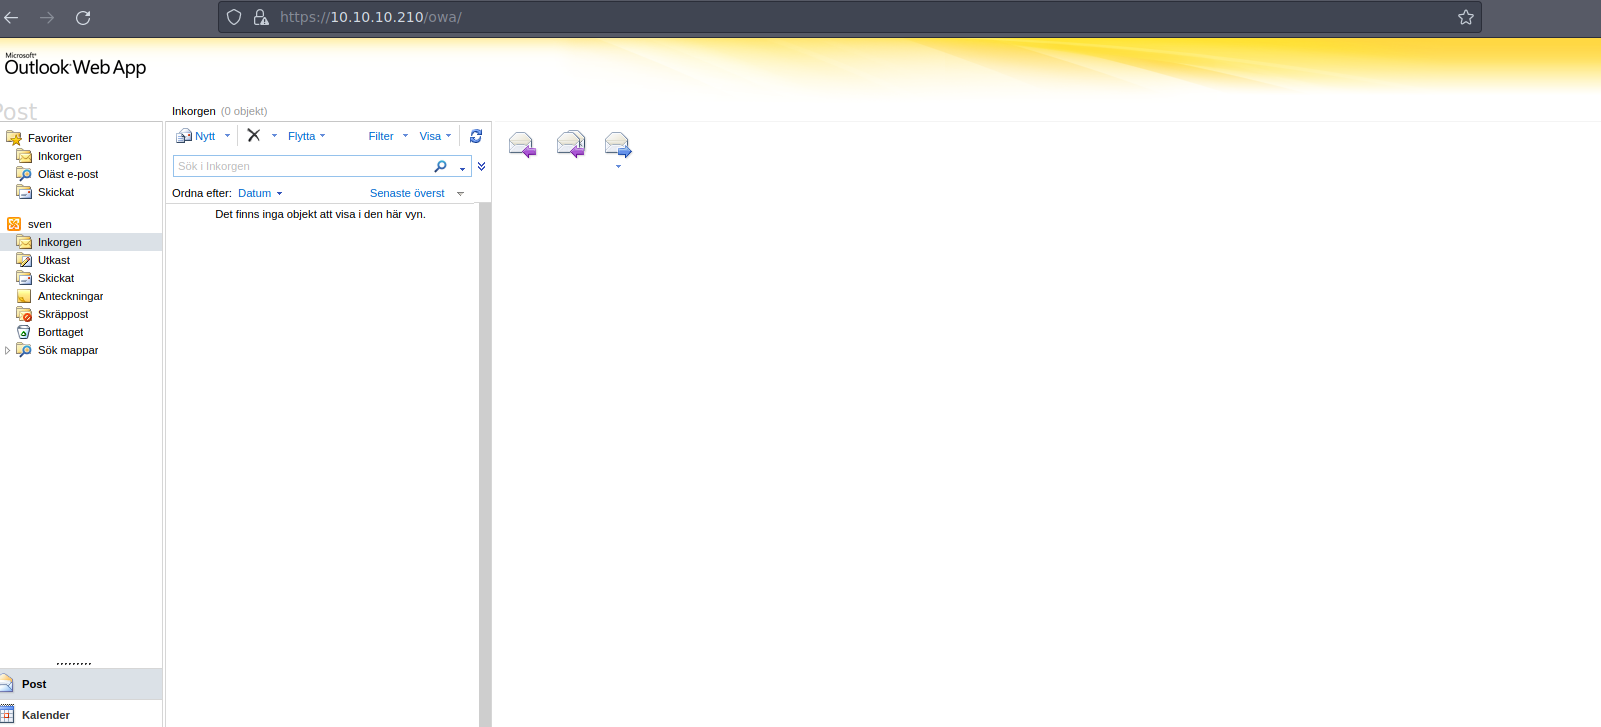 https://10.10.10.210/owa/
Microsoft®
Outlook Web App
Post
Inkorgen (0 objekt)
Favoriter
Inkorgen
Oläst e-post
Skickat
sven
Inkorgen
Utkast
Skickat
Anteckningar
Skräppost
Borttaget
Sök mappar
Nytt Flytta Filter Visa
Sök i Inkorgen
Ordna efter: Datum Senaste överst
Det finns inga objekt att visa i den här vyn.
Post
Kalender